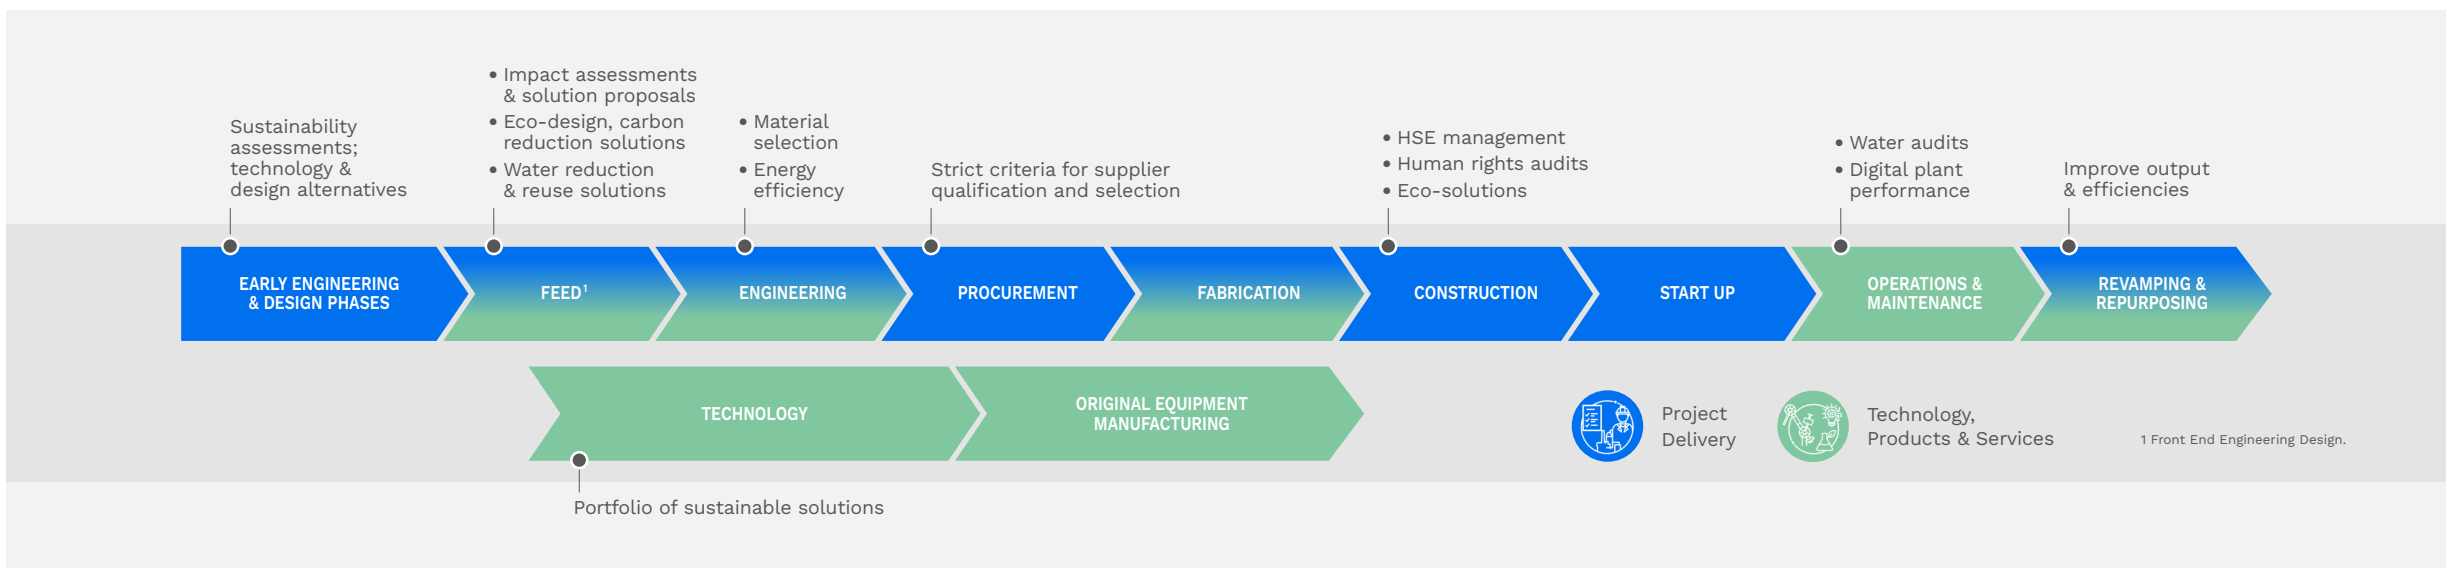 Sustainability
assessments;
technology &
design alternatives
• Impact assessments
& solution proposals
• Eco-design, carbon
reduction solutions
• Water reduction
& reuse solutions
• Material
selection
• Energy
efficiency
Strict criteria for supplier
qualification and selection
• HSE management
• Human rights audits
• Eco-solutions
• Water audits
• Digital plant
performance
Improve output
& efficiencies
EARLY ENGINEERING
& DESIGN PHASES
FEED¹
ENGINEERING
PROCUREMENT
FABRICATION
CONSTRUCTION
START UP
OPERATIONS &
MAINTENANCE
REVAMPING &
REPURPOSING
TECHNOLOGY
ORIGINAL EQUIPMENT
MANUFACTURING
Project
Delivery
Technology,
Products & Services
1 Front End Engineering Design.
Portfolio of sustainable solutions